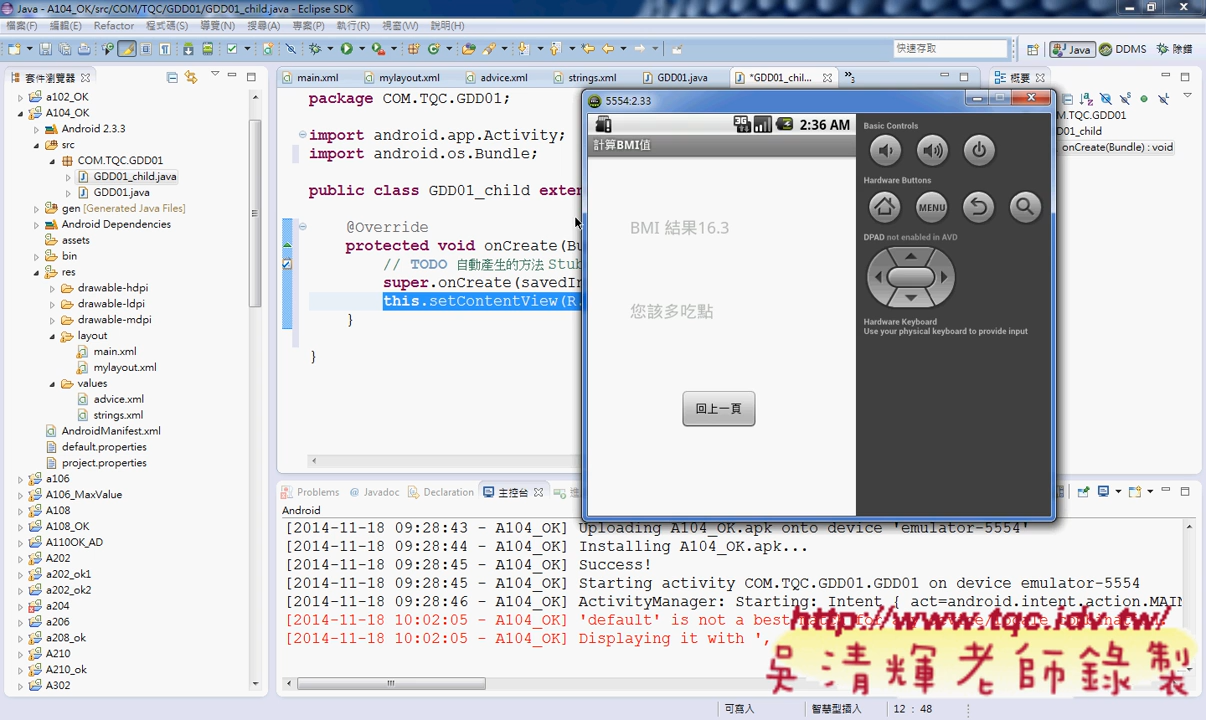 Java - A104_OK/src/COM/TQC/GDD01/GDD01_child.java - Eclipse SDK
檔案(F) 編輯(E) Refactor 程式碼(S) 導覽(N) 搜尋(A) 專案(P) 執行(R) 視窗(W) 說明(H)
快速存取 Java DDMS 除錯
套件瀏覽器
a102_OK
A104_OK
Android 2.3.3
src
COM.TQC.GDD01
GDD01_child.java
GDD01.java
gen [Generated Java Files]
Android Dependencies
assets
bin
res
drawable-hdpi
drawable-ldpi
drawable-mdpi
layout
main.xml
mylayout.xml
values
advice.xml
strings.xml
AndroidManifest.xml
default.properties
project.properties
a106
A106_MaxValue
A108
A108_OK
A110OK_AD
A202
a202_ok1
a202_ok2
a204
a206
a208_ok
A210
A210_ok
A302
main.xml mylayout.xml advice.xml strings.xml GDD01.java *GDD01_chil... »3
package COM.TQC.GDD01;
import android.app.Activity;
import android.os.Bundle;
public class GDD01_child exten
@Override
protected void onCreate(Bu
// TODO 自動產生的方法 Stub
super.onCreate(savedIn
this.setContentView(R.
}
}
概要
.TQC.GDD01
_child
onCreate(Bundle) : void
5554:2.33
3G 2:36 AM
計算BMI值
BMI 結果16.3
您該多吃點
回上一頁
Basic Controls
Hardware Buttons
MENU
DPAD not enabled in AVD
Hardware Keyboard
Use your physical keyboard to provide input
Problems Javadoc Declaration 主控台
Android
[2014-11-18 09:28:43 - A104_OK] Uploading A104_OK.apk onto device 'emulator-5554'
[2014-11-18 09:28:44 - A104_OK] Installing A104_OK.apk...
[2014-11-18 09:28:45 - A104_OK] Success!
[2014-11-18 09:28:45 - A104_OK] Starting activity COM.TQC.GDD01.GDD01 on device emulator-5554
[2014-11-18 09:28:46 - A104_OK] ActivityManager: Starting: Intent { act=android.intent.action.MAIN
[2014-11-18 10:02:05 - A104_OK] 'default' is not a best match for any device/locale combination.
[2014-11-18 10:02:05 - A104_OK] Displaying it with ',
http://www.tqc.idv.tw/
吳清輝老師錄製
可寫入 智慧型插入 12 : 48